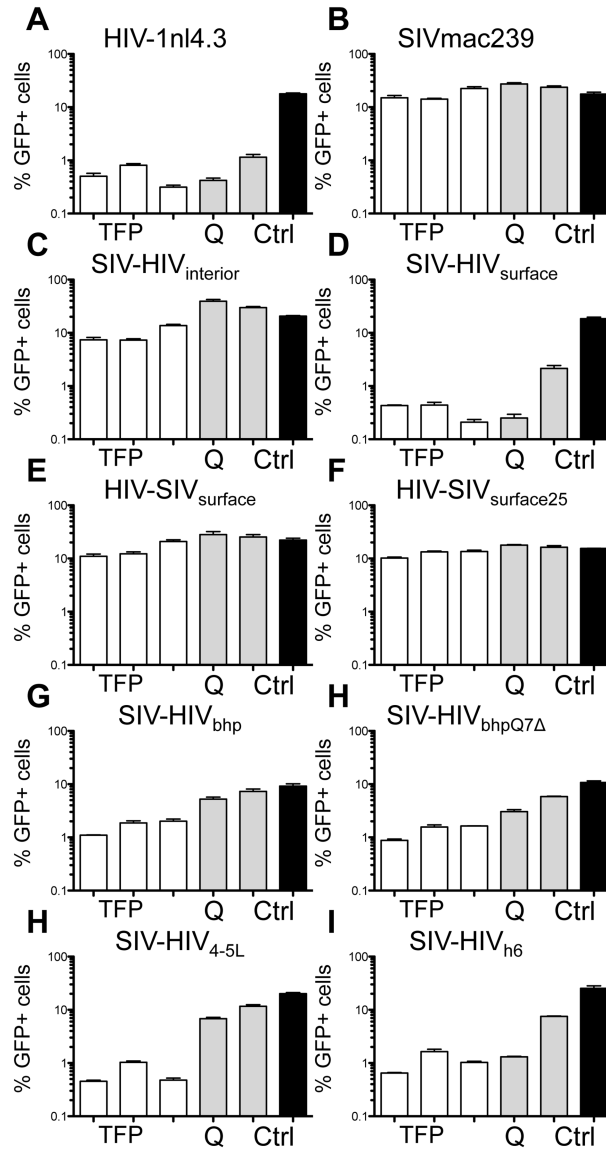 A B
HIV-1nl4.3 SIVmac239
% GFP+ cells 100 10 1 0.1 % GFP+ cells 100 10 1 0.1
TFP Q Ctrl TFP Q Ctrl
C D
SIV-HIVinterior SIV-HIVsurface
% GFP+ cells 100 10 1 0.1 % GFP+ cells 100 10 1 0.1
TFP Q Ctrl TFP Q Ctrl
E F
HIV-SIVsurface HIV-SIVsurface25
% GFP+ cells 100 10 1 0.1 % GFP+ cells 100 10 1 0.1
TFP Q Ctrl TFP Q Ctrl
G H
SIV-HIVbhp SIV-HIVbhpQ7Δ
% GFP+ cells 100 10 1 0.1 % GFP+ cells 100 10 1 0.1
TFP Q Ctrl TFP Q Ctrl
H I
SIV-HIV4-5L SIV-HIVh6
% GFP+ cells 100 10 1 0.1 % GFP+ cells 100 10 1 0.1
TFP Q Ctrl TFP Q Ctrl